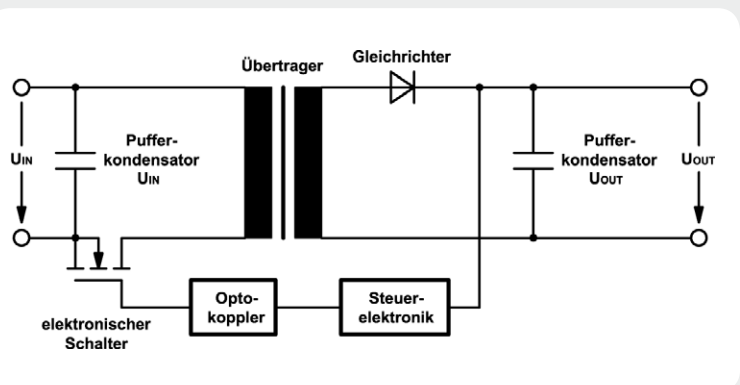 Übertrager
Gleichrichter
UIN
Puffer-
kondensator
UIN
Puffer-
kondensator
UOUT
UOUT
elektronischer
Schalter
Opto-
koppler
Steuer-
elektronik